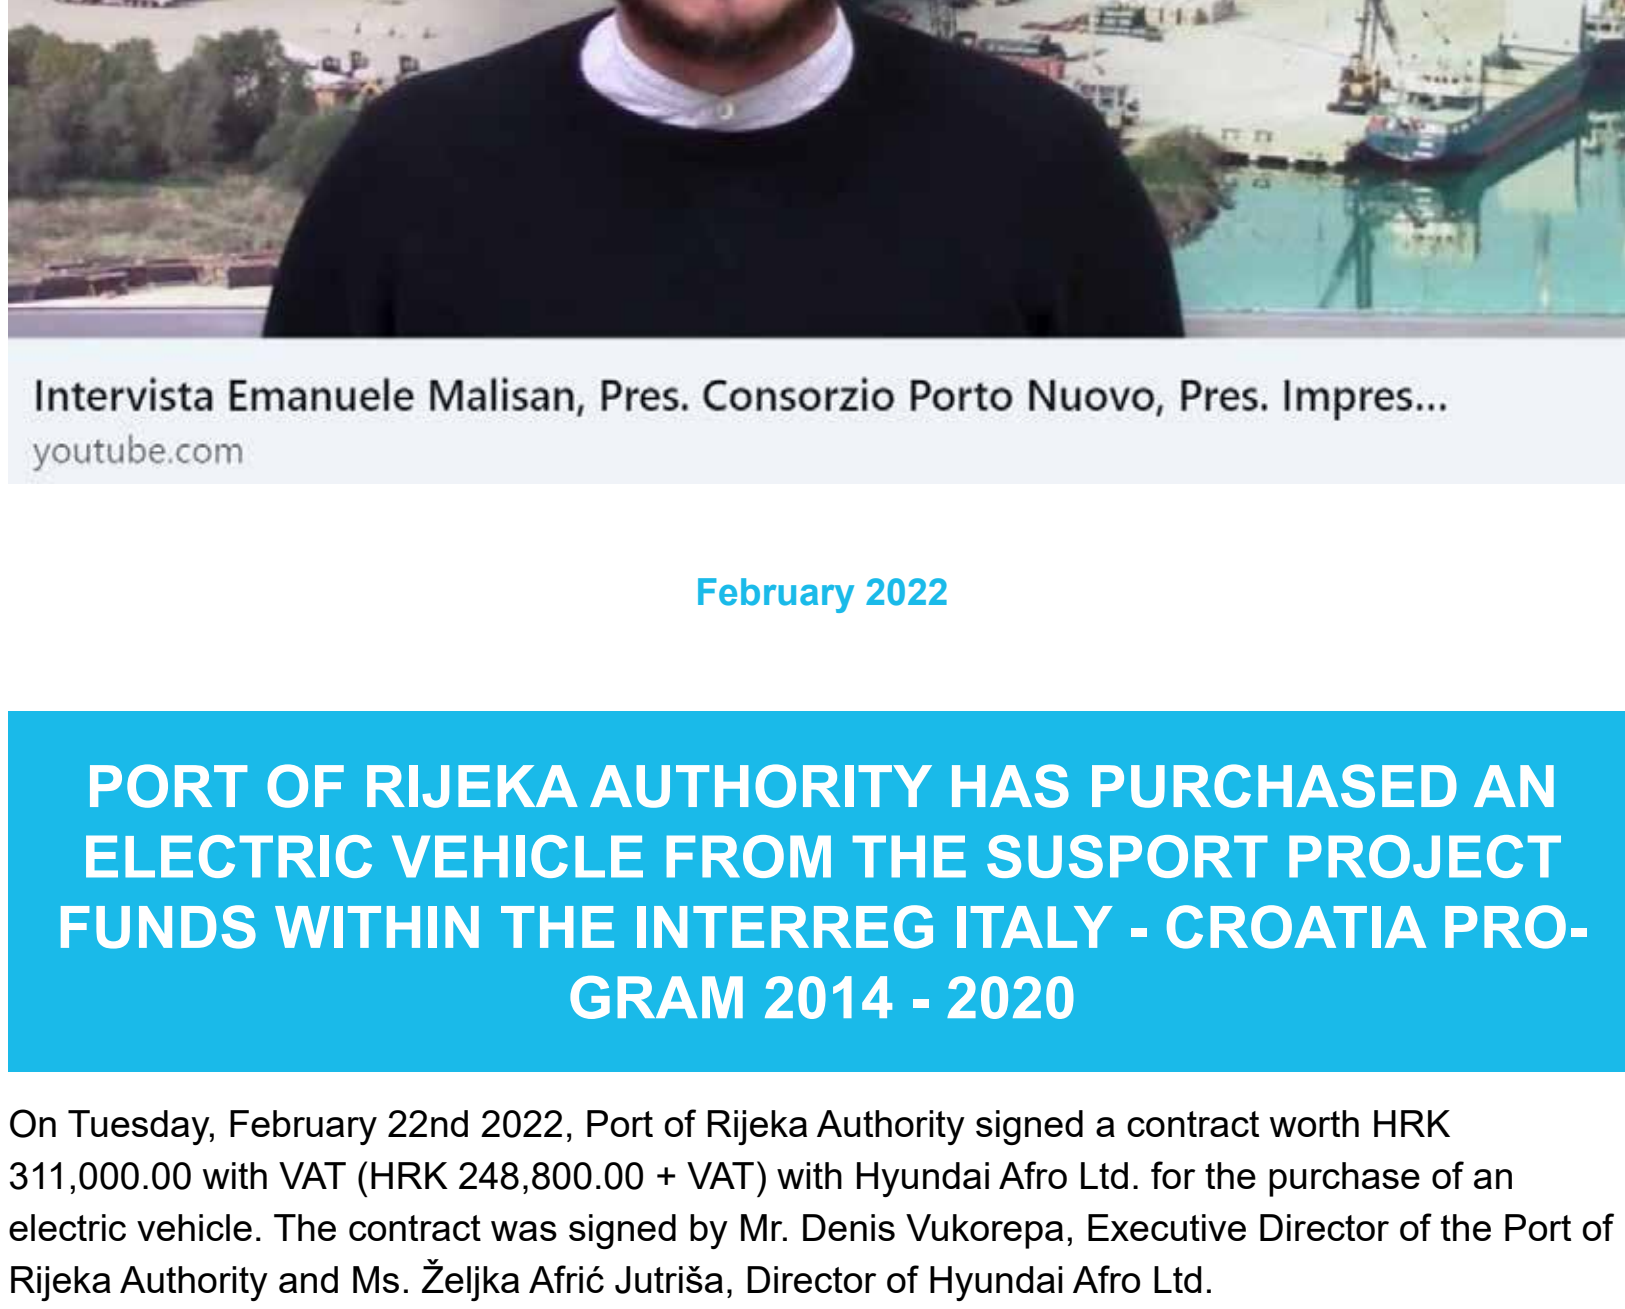 Intervista Emanuele Malisan, Pres. Consorzio Porto Nuovo, Pres. Impres...
youtube.com
February 2022
PORT OF RIJEKA AUTHORITY HAS PURCHASED AN
ELECTRIC VEHICLE FROM THE SUSPORT PROJECT
FUNDS WITHIN THE INTERREG ITALY - CROATIA PRO-
GRAM 2014 - 2020
On Tuesday, February 22nd 2022, Port of Rijeka Authority signed a contract worth HRK
311,000.00 with VAT (HRK 248,800.00 + VAT) with Hyundai Afro Ltd. for the purchase of an
electric vehicle. The contract was signed by Mr. Denis Vukorepa, Executive Director of the Port of
Rijeka Authority and Ms. Željka Afrić Jutriša, Director of Hyundai Afro Ltd.